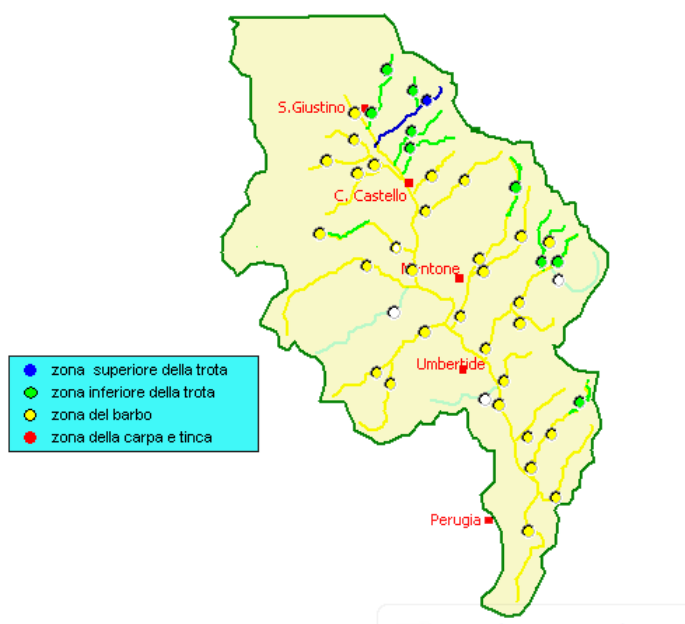 S.Giustino
C. Castello
Montone
Umbertide
Perugia
zona superiore della trota
zona inferiore della trota
zona del barbo
zona della carpa e tinca